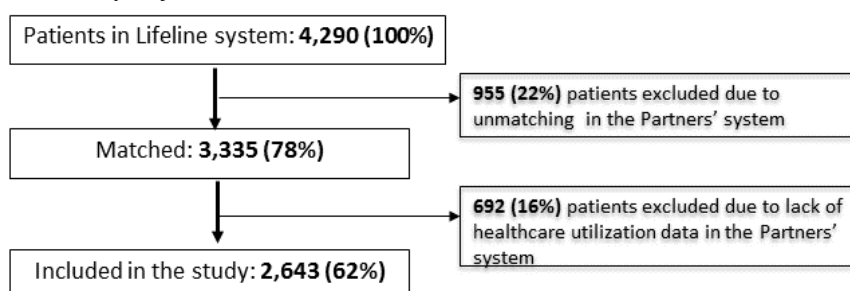 Patients in Lifeline system: 4,290 (100%)
955 (22%) patients excluded due to
unmatching in the Partners' system
Matched: 3,335 (78%)
692 (16%) patients excluded due to lack of
healthcare utilization data in the Partners'
system
Included in the study: 2,643 (62%)